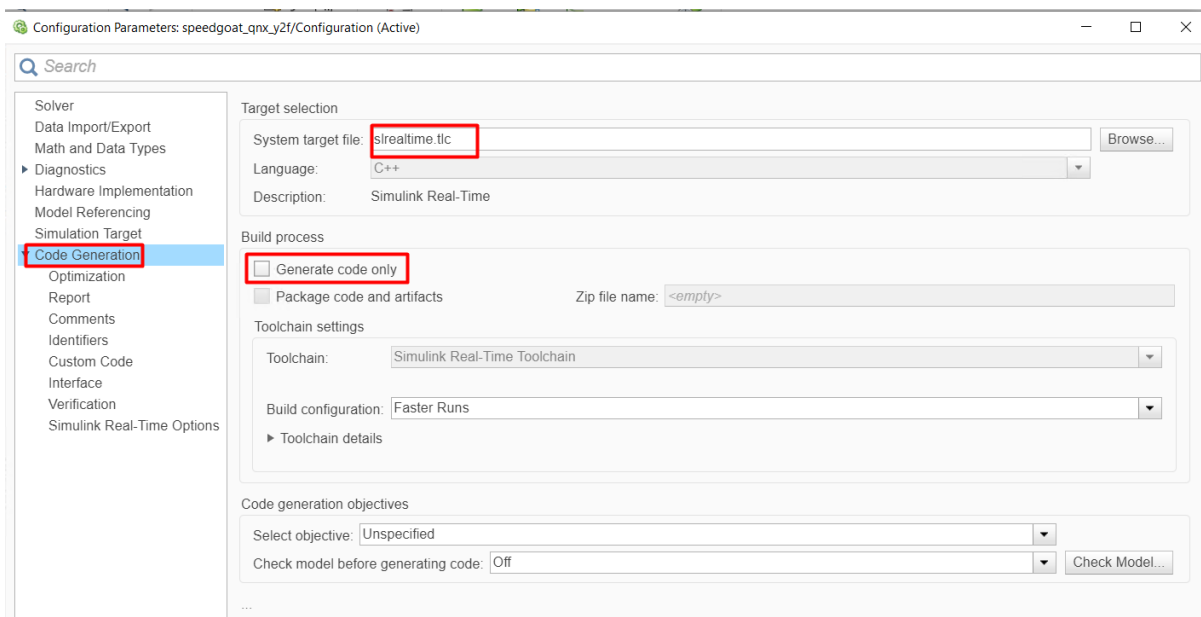 Configuration Parameters: speedgoat_qnx_y2f/Configuration (Active)
Search
Solver
Data Import/Export
Math and Data Types
Diagnostics
Hardware Implementation
Model Referencing
Simulation Target
Code Generation
Optimization
Report
Comments
Identifiers
Custom Code
Interface
Verification
Simulink Real-Time Options
Target selection
System target file: slrealtime.tlc Browse...
Language: C++
Description: Simulink Real-Time
Build process
Generate code only
Package code and artifacts Zip file name: <empty>
Toolchain settings
Toolchain: Simulink Real-Time Toolchain
Build configuration: Faster Runs
Toolchain details
Code generation objectives
Select objective: Unspecified
Check model before generating code: Off Check Model...
...